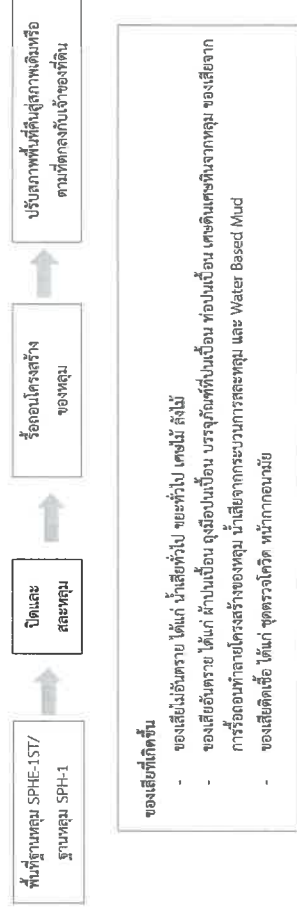 พื้นที่ฐานหลุม SPHE-1ST/
ฐานหลุม SPH-1
ปิดและ
สละหลุม
รื้อถอนโครงสร้าง
ของหลุม
ปรับสภาพพื้นที่คืนสู่สภาพเดิมหรือ
ตามที่ตกลงกับเจ้าของที่ดิน
ของเสียที่เกิดขึ้น
- ของเสียไม่อันตราย ได้แก่ น้ำเสียทั่วไป ขยะทั่วไป เศษไม้ ลังไม้
- ของเสียอันตราย ได้แก่ ผ้าปนเปื้อน ถุงมือปนเปื้อน บรรจุภัณฑ์ที่ปนเปื้อน ท่อปนเปื้อน เศษดินเศษหินจากหลุม ของเสียจาก
การรื้อถอนทำลายโครงสร้างของหลุม น้ำเสียจากกระบวนการสละหลุม และ Water Based Mud
- ของเสียติดเชื้อ ได้แก่ ชุดตรวจโควิด หน้ากากอนามัย